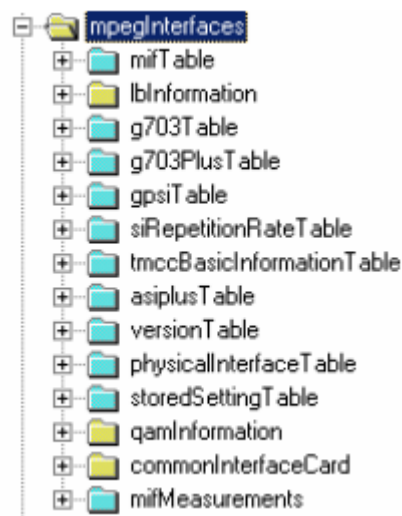 mpegInterfaces
mifTable
lbInformation
g703Table
g703PlusTable
gpsiTable
siRepetitionRateTable
tmccBasicInformationTable
asiplusTable
versionTable
physicalInterfaceTable
storedSettingTable
qamInformation
commonInterfaceCard
mifMeasurements